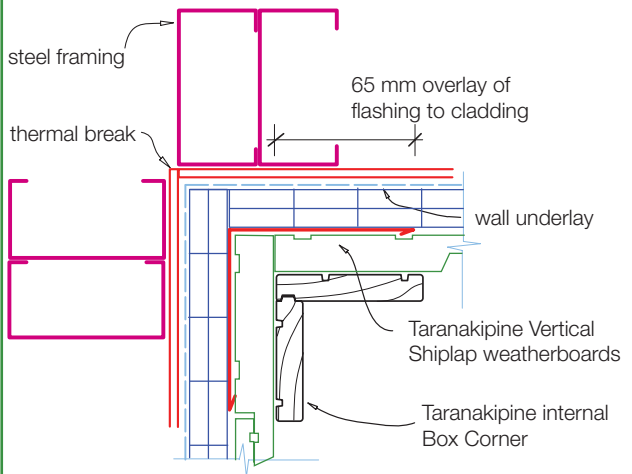 steel framing
65 mm overlay of
flashing to cladding
thermal break
wall underlay
Taranakipine Vertical
Shiplap weatherboards
Taranakipine internal
Box Corner